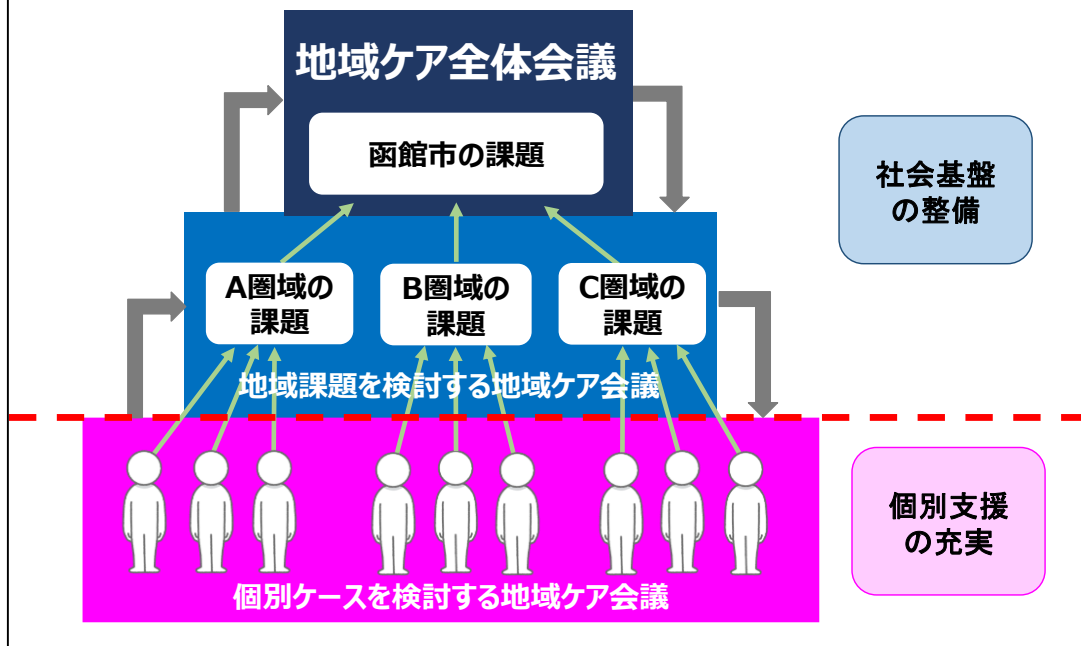 地域ケア全体会議
函館市の課題
社会基盤
の整備
A圏域の
課題
B圏域の
課題
C圏域の
課題
地域課題を検討する地域ケア会議
個別支援
の充実
個別ケースを検討する地域ケア会議